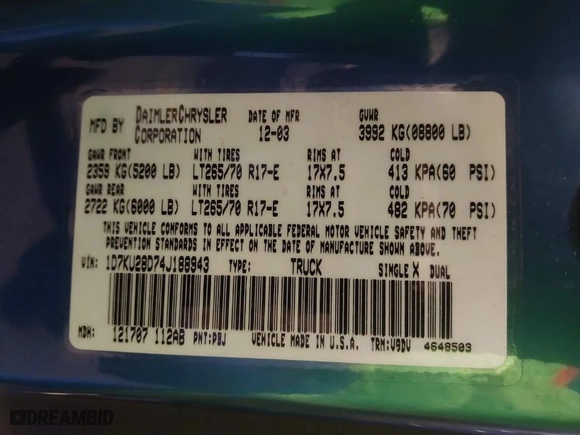 MFD BY DAIMLERCHRYSLER CORPORATION DATE OF MFR 12-03 GVWR 3992 KG(08800 LB)
GAWR FRONT WITH TIRES RIMS AT COLD
2359 KG(5200 LB) LT265/70 R17-E 17X7.5 413 KPA(60 PSI)
GAWR REAR WITH TIRES RIMS AT COLD
2722 KG(6000 LB) LT265/70 R17-E 17X7.5 482 KPA(70 PSI)
THIS VEHICLE CONFORMS TO ALL APPLICABLE FEDERAL MOTOR VEHICLE SAFETY AND THEFT
PREVENTION STANDARDS IN EFFECT ON THE DATE OF MANUFACTURE SHOWN ABOVE.
VIN: 1D7KU28D74J188943 TYPE: TRUCK SINGLE X DUAL
MDH: 121707 112AB PNT:PBJ VEHICLE MADE IN U.S.A. TRM:V9DV 4648503
DREAMBID